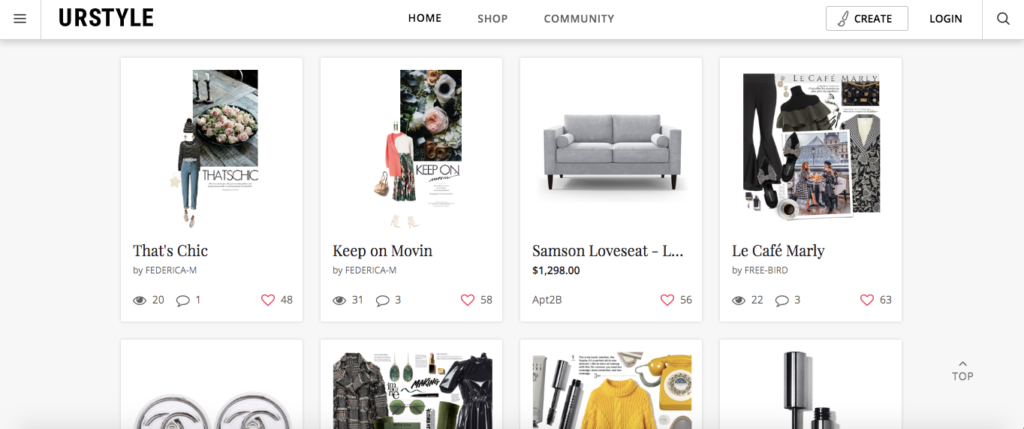 URSTYLE
HOME
SHOP
COMMUNITY
CREATE
LOGIN
THATSCHIC
KEEP ON
LE CAFÉ MARLY
That's Chic
by FEDERICA-M
20
1
48
Keep on Movin
by FEDERICA-M
31
3
58
Samson Loveseat - L...
$1,298.00
Apt2B
56
Le Café Marly
by FREE-BIRD
22
3
63
MAKING
TOP